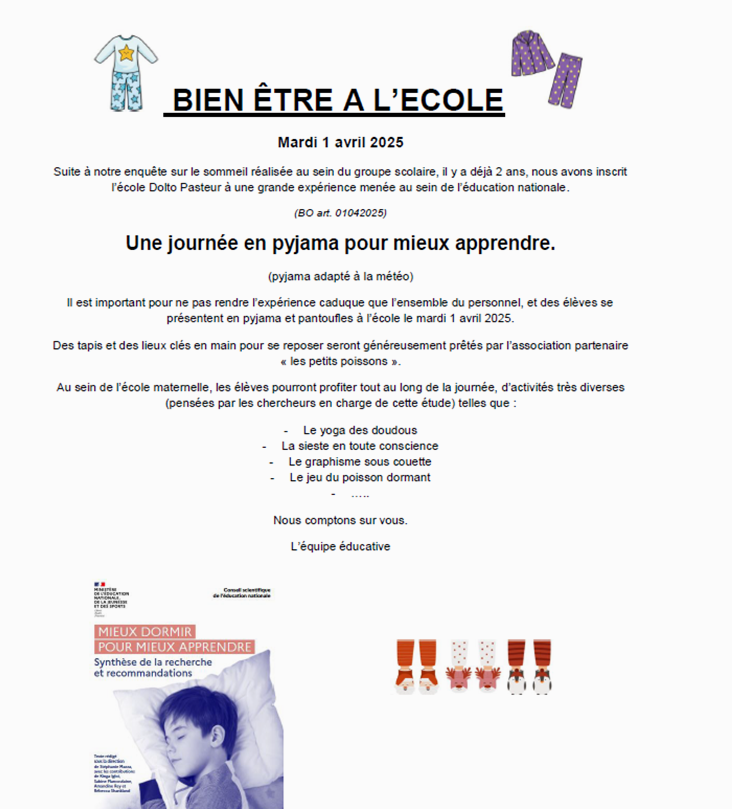 BIEN ÊTRE A L’ECOLE
Mardi 1 avril 2025
Suite à notre enquête sur le sommeil réalisée au sein du groupe scolaire, il y a déjà 2 ans, nous avons inscrit
l’école Dolto Pasteur à une grande expérience menée au sein de l’éducation nationale.
(BO art. 01042025)
Une journée en pyjama pour mieux apprendre.
(pyjama adapté à la météo)
Il est important pour ne pas rendre l’expérience caduque que l’ensemble du personnel, et des élèves se
présentent en pyjama et pantoufles à l’école le mardi 1 avril 2025.
Des tapis et des lieux clés en main pour se reposer seront généreusement prêtés par l’association partenaire
« les petits poissons ».
Au sein de l’école maternelle, les élèves pourront profiter tout au long de la journée, d’activités très diverses
(pensées par les chercheurs en charge de cette étude) telles que :
- Le yoga des doudous
- La sieste en toute conscience
- Le graphisme sous couette
- Le jeu du poisson dormant
- …..
Nous comptons sur vous.
L’équipe éducative
MINISTÈRE
DE L’ÉDUCATION
NATIONALE,
DE LA JEUNESSE
ET DES SPORTS
Conseil scientifique
de l’éducation nationale
MIEUX DORMIR
POUR MIEUX APPRENDRE
Synthèse de la recherche
et recommandations
Texte rédigé
sous la direction
de Stéphanie Mazza,
avec les contributions